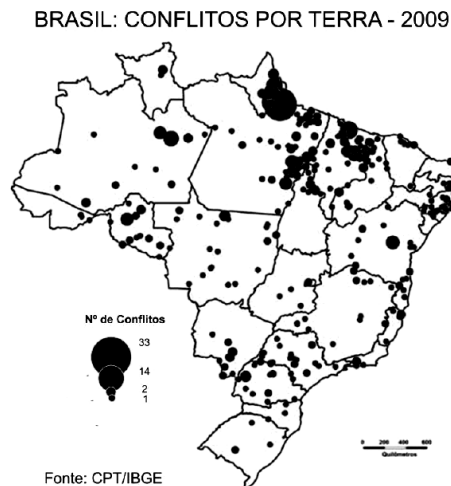 BRASIL: CONFLITOS POR TERRA - 2009
Nº de Conflitos
33
14
2
1
0 200 400 600
Quilômetros
Fonte: CPT/IBGE